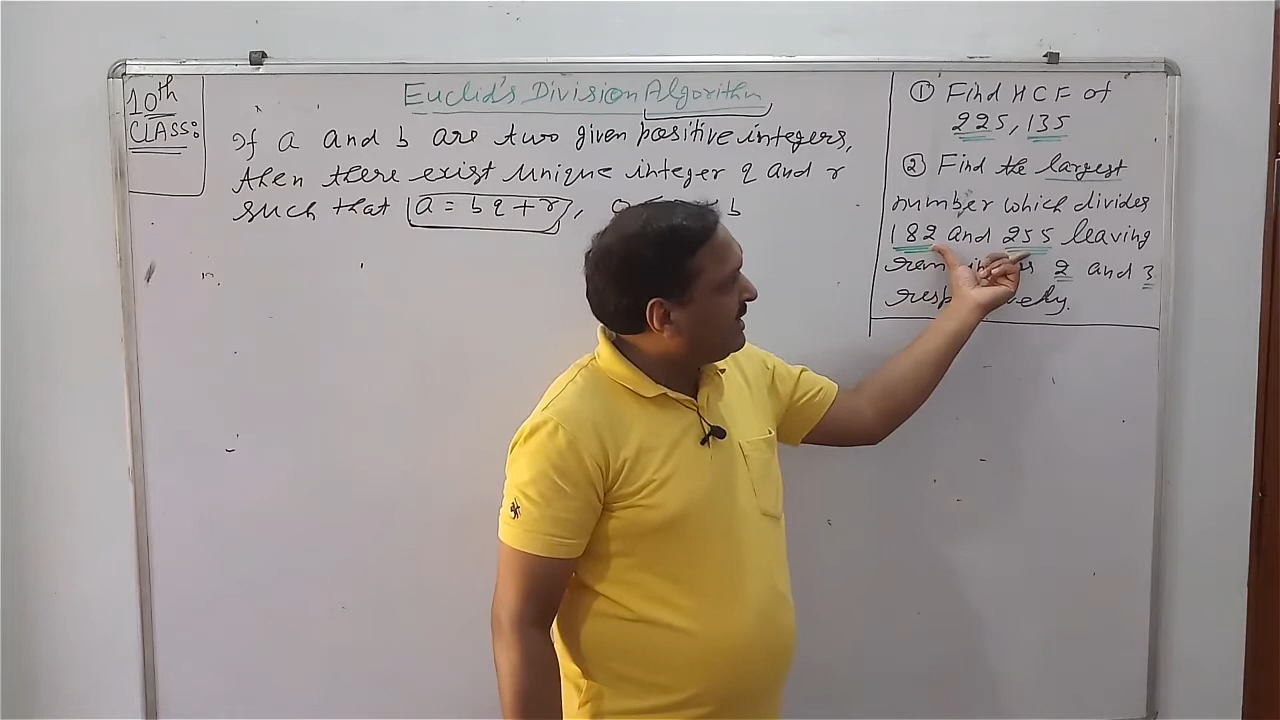 10th
CLASS:
Euclid's Division Algorithm
If a and b are two given positive integers,
then there exist unique integer q and r
such that a = bq + r, b
① Find HCF of
225, 135
② Find the largest
number which divides
182 and 255 leaving
2 and 3